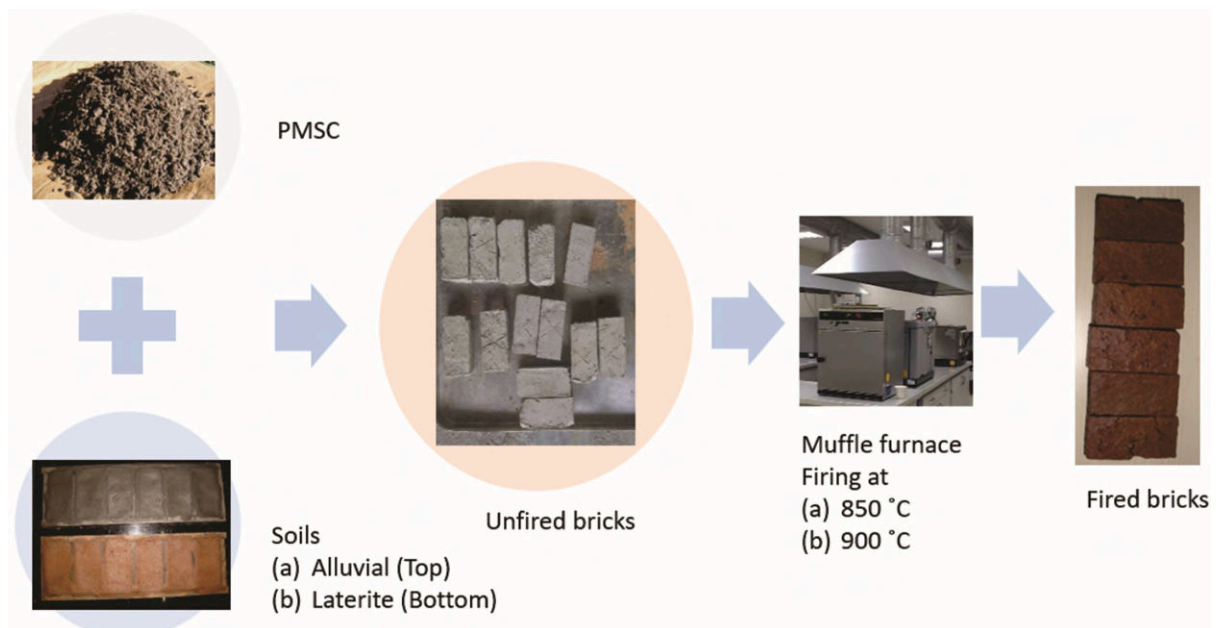 PMSC
Soils
(a) Alluvial (Top)
(b) Laterite (Bottom)
Unfired bricks
Muffle furnace
Firing at
(a) 850 ˚C
(b) 900 ˚C
Fired bricks